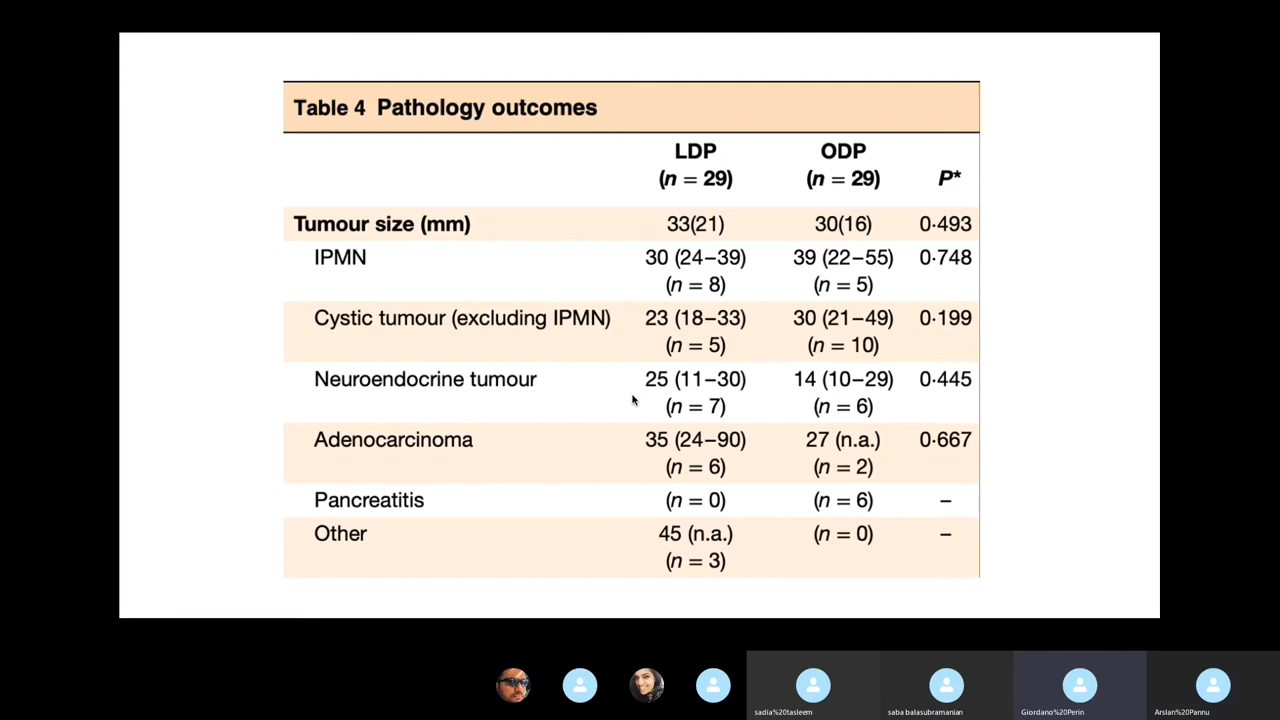 Table 4 Pathology outcomes
LDP ODP
(n = 29) (n = 29) P*
Tumour size (mm) 33(21) 30(16) 0·493
IPMN 30 (24–39) 39 (22–55) 0·748
(n = 8) (n = 5)
Cystic tumour (excluding IPMN) 23 (18–33) 30 (21–49) 0·199
(n = 5) (n = 10)
Neuroendocrine tumour 25 (11–30) 14 (10–29) 0·445
(n = 7) (n = 6)
Adenocarcinoma 35 (24–90) 27 (n.a.) 0·667
(n = 6) (n = 2)
Pancreatitis (n = 0) (n = 6) –
Other 45 (n.a.) (n = 0) –
(n = 3)
sadia%20tasleem saba balasubramanian Giordano%20Perin Arslan%20Pannu